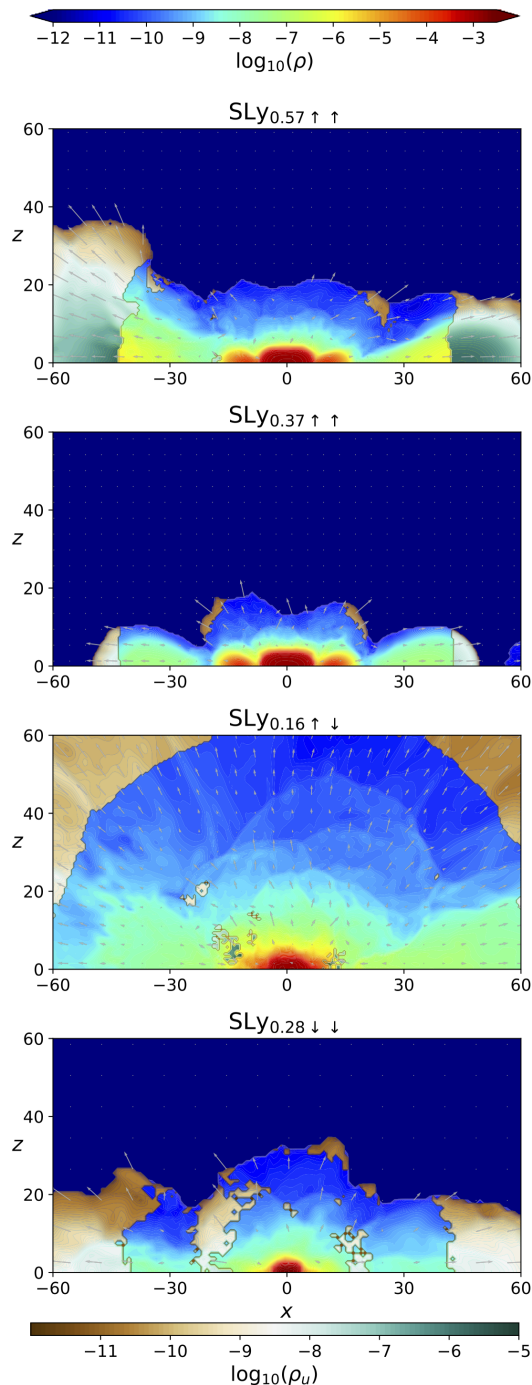 −12 −11 −10 −9 −8 −7 −6 −5 −4 −3
log₁₀(ρ)
SLy₀.₅₇ ↑ ↑
60
40
z
20
0
−60 −30 0 30 60
SLy₀.₃₇ ↑ ↑
60
40
z
20
0
−60 −30 0 30 60
SLy₀.₁₆ ↑ ↓
60
40
z
20
0
−60 −30 0 30 60
SLy₀.₂₈ ↓ ↓
60
40
z
20
0
−60 −30 0 30 60
x
−11 −10 −9 −8 −7 −6 −5
log₁₀(ρᵤ)